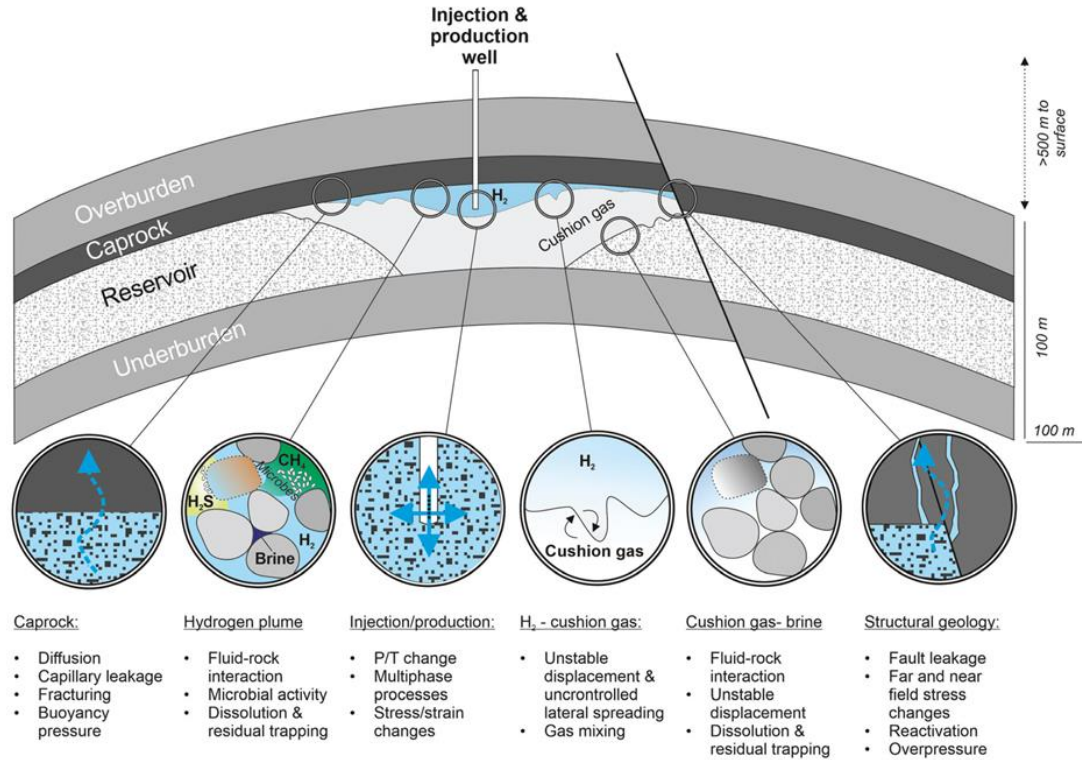 Injection &
production
well
>500 m to
surface
Overburden
Caprock
Reservoir
Underburden
H₂
Cushion gas
100 m
100 m
H₂S
CH₄
Microbes
H₂
Brine
H₂
Cushion gas
Caprock:
• Diffusion
• Capillary leakage
• Fracturing
• Buoyancy
pressure
Hydrogen plume
• Fluid-rock
interaction
• Microbial activity
• Dissolution &
residual trapping
Injection/production:
• P/T change
• Multiphase
processes
• Stress/strain
changes
H₂ - cushion gas:
• Unstable
displacement &
uncontrolled
lateral spreading
• Gas mixing
Cushion gas- brine
• Fluid-rock
interaction
• Unstable
displacement
• Dissolution &
residual trapping
Structural geology:
• Fault leakage
• Far and near
field stress
changes
• Reactivation
• Overpressure